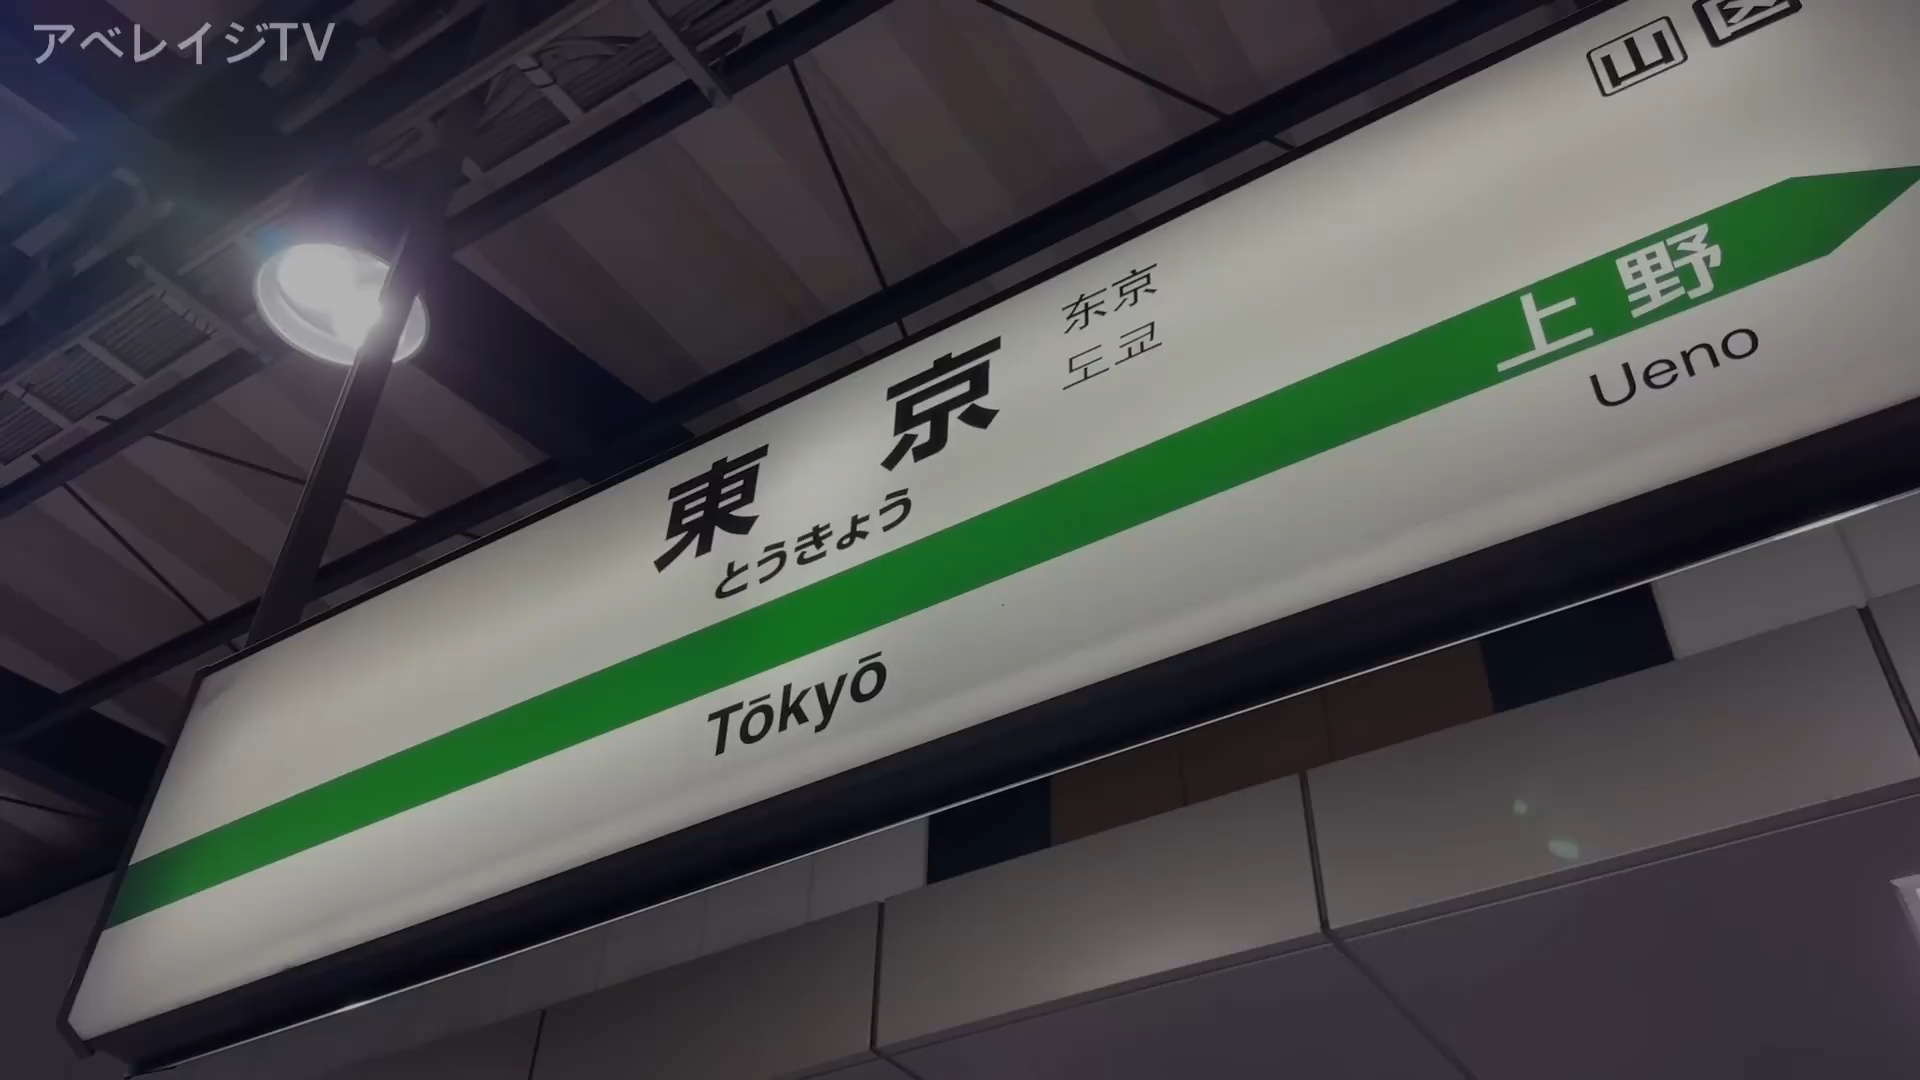 アベレイジTV
山 区
东京
도쿄
東京
とうきょう
上野
Ueno
Tōkyō